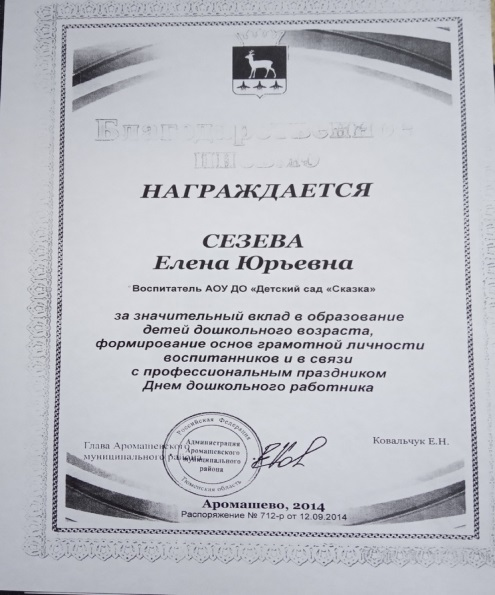 Благодарственное
письмо
НАГРАЖДАЕТСЯ
СЕЗЕВА
Елена Юрьевна
Воспитатель АОУ ДО «Детский сад «Сказка»
за значительный вклад в образование
детей дошкольного возраста,
формирование основ грамотной личности
воспитанников и в связи
с профессиональным праздником
Днем дошкольного работника
Российская Федерация
Администрация
Аромашевского
муниципального
района
Тюменская область
Глава Аромашевского
муниципального района
Ковальчук Е.Н.
Аромашево, 2014
Распоряжение № 712-р от 12.09.2014